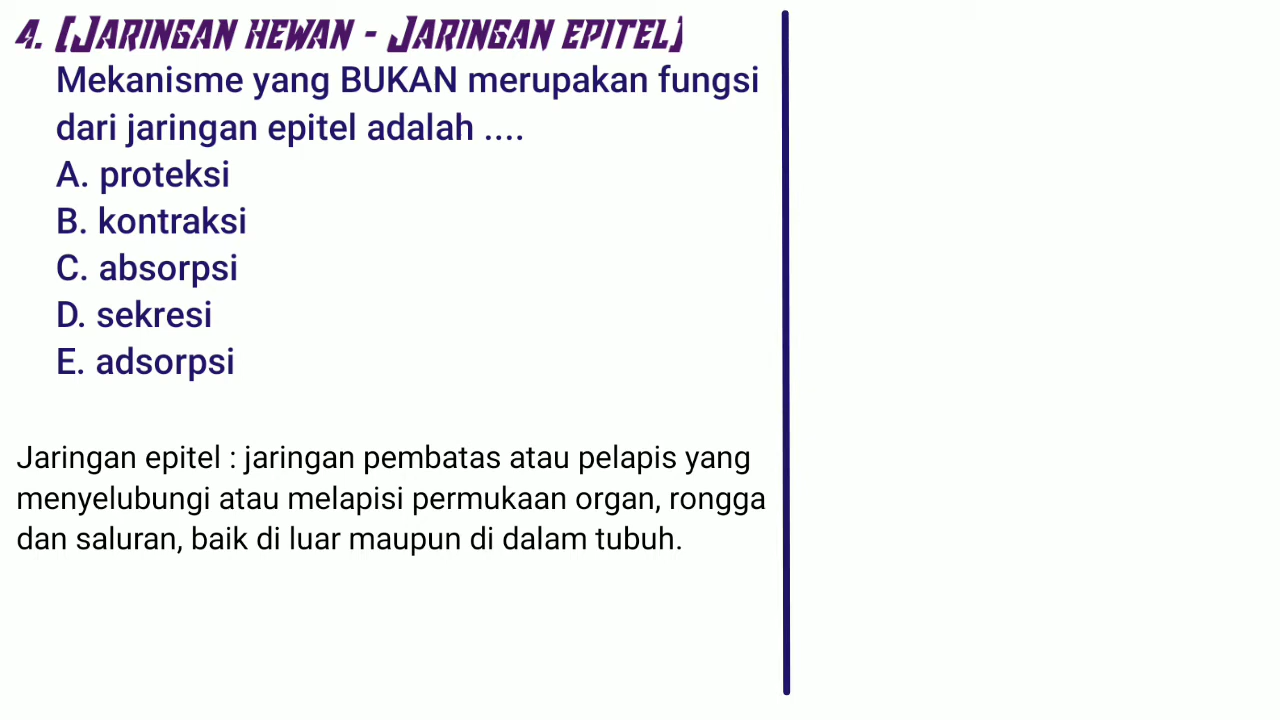 4. (Jaringan hewan - Jaringan epitel)
Mekanisme yang BUKAN merupakan fungsi
dari jaringan epitel adalah ....
A. proteksi
B. kontraksi
C. absorpsi
D. sekresi
E. adsorpsi
Jaringan epitel : jaringan pembatas atau pelapis yang
menyelubungi atau melapisi permukaan organ, rongga
dan saluran, baik di luar maupun di dalam tubuh.